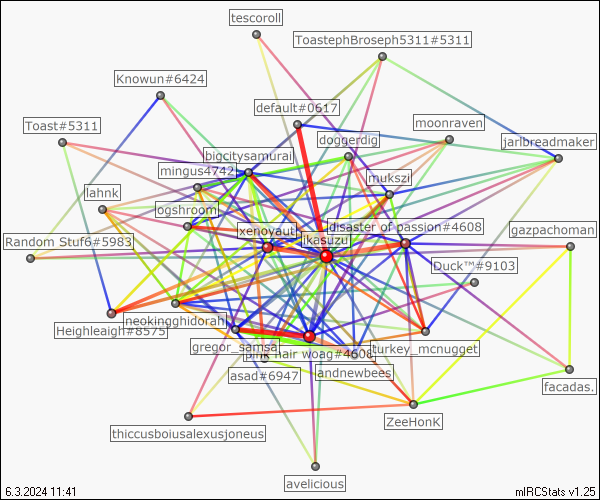 tescoroll
ToastephBroseph5311#5311
Knowun#6424
default#0617
Toast#5311
moonraven
doggerdig
jarlbreadmaker
bigcitysamurai
mingus4742
mukszi
lahnk
ogshroom
disaster of passion#4608
xenoyaut
ikasuzu
gazpachoman
Random Stuf6#5983
Duck™#9103
neokingghidorah
Heighleaigh#8575
gregor_samsa
pink hair woag#4608
turkey_mcnugget
asad#6947
andnewbees
facadas.
ZeeHonK
thiccusboiusalexusjoneus
avelicious
6.3.2024 11:41
mIRCStats v1.25